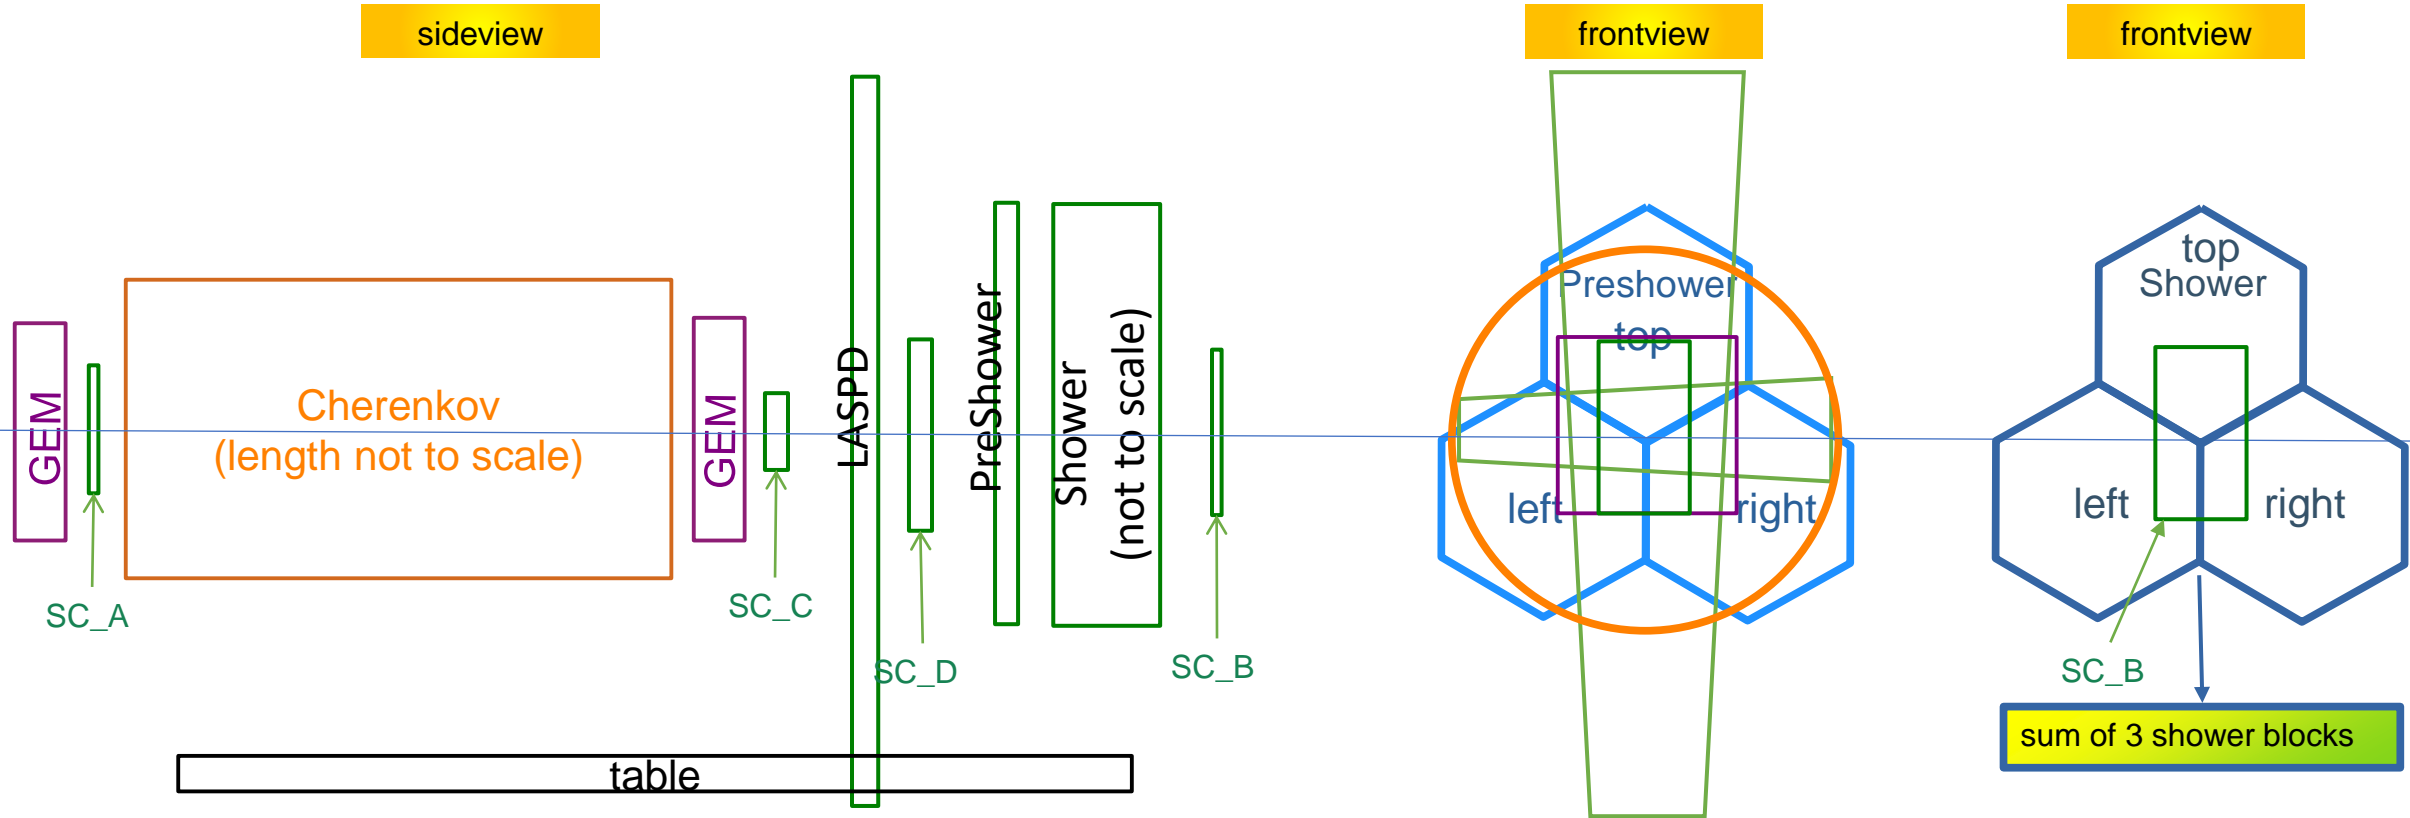 sideview
GEM
SC_A
Cherenkov
(length not to scale)
GEM
SC_C
LASPD
SC_D
PreShower
Shower
(not to scale)
SC_B
table
frontview
Preshower
top
left
right
frontview
top
Shower
left
right
SC_B
sum of 3 shower blocks